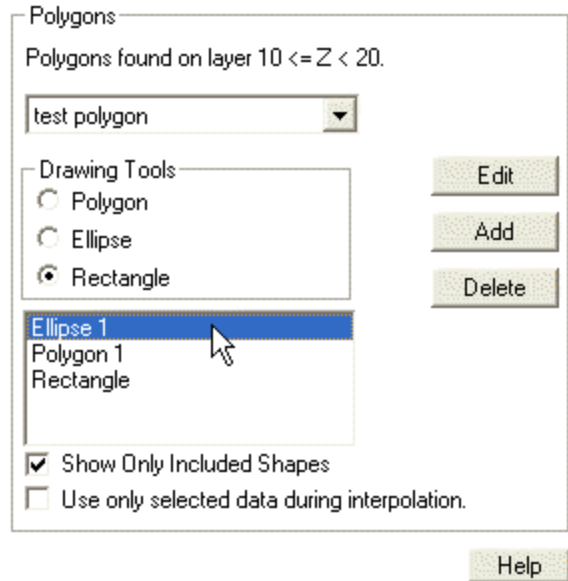 Polygons
Polygons found on layer 10 <= Z < 20.
test polygon
Drawing Tools
Polygon
Ellipse
Rectangle
Edit
Add
Delete
Ellipse 1
Polygon 1
Rectangle
Show Only Included Shapes
Use only selected data during interpolation.
Help